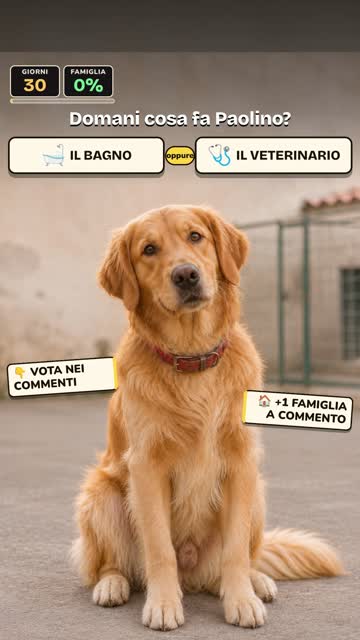 GIORNI
30
FAMIGLIA
0%
Domani cosa fa Paolino?
IL BAGNO
oppure
IL VETERINARIO
VOTA NEI
COMMENTI
+1 FAMIGLIA
A COMMENTO